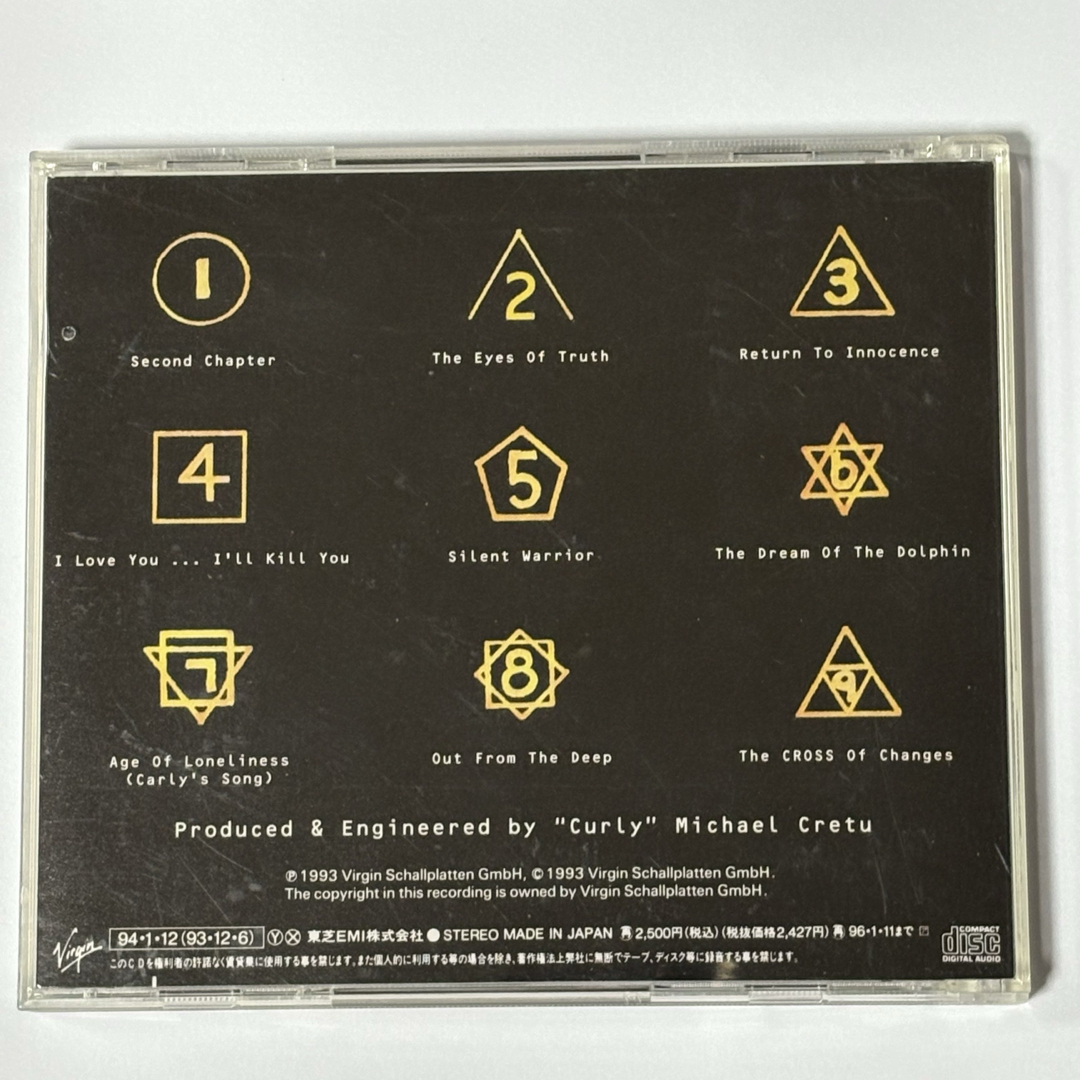 1
2
3
Second Chapter
The Eyes Of Truth
Return To Innocence
4
5
6
I Love You ... I'll Kill You
Silent Warrior
The Dream Of The Dolphin
7
8
9
Age Of Loneliness
(Carly's Song)
Out From The Deep
The CROSS Of Changes
Produced & Engineered by "Curly" Michael Cretu
℗ 1993 Virgin Schallplatten GmbH, © 1993 Virgin Schallplatten GmbH.
The copyright in this recording is owned by Virgin Schallplatten GmbH.
Virgin
94•1•12 (93•12•6) Ⓨ Ⓧ 東芝EMI株式会社 ● STEREO MADE IN JAPAN 2,500円(税込) (税抜価格2,427円) 96•1•11まで
このCDを権利者の許諾なく賃貸業に使用する事を禁じます。また個人的に利用する等の場合を除き、著作権法上弊社に無断でテープ、ディスク等に録音する事を禁じます。
COMPACT
disc
DIGITAL AUDIO